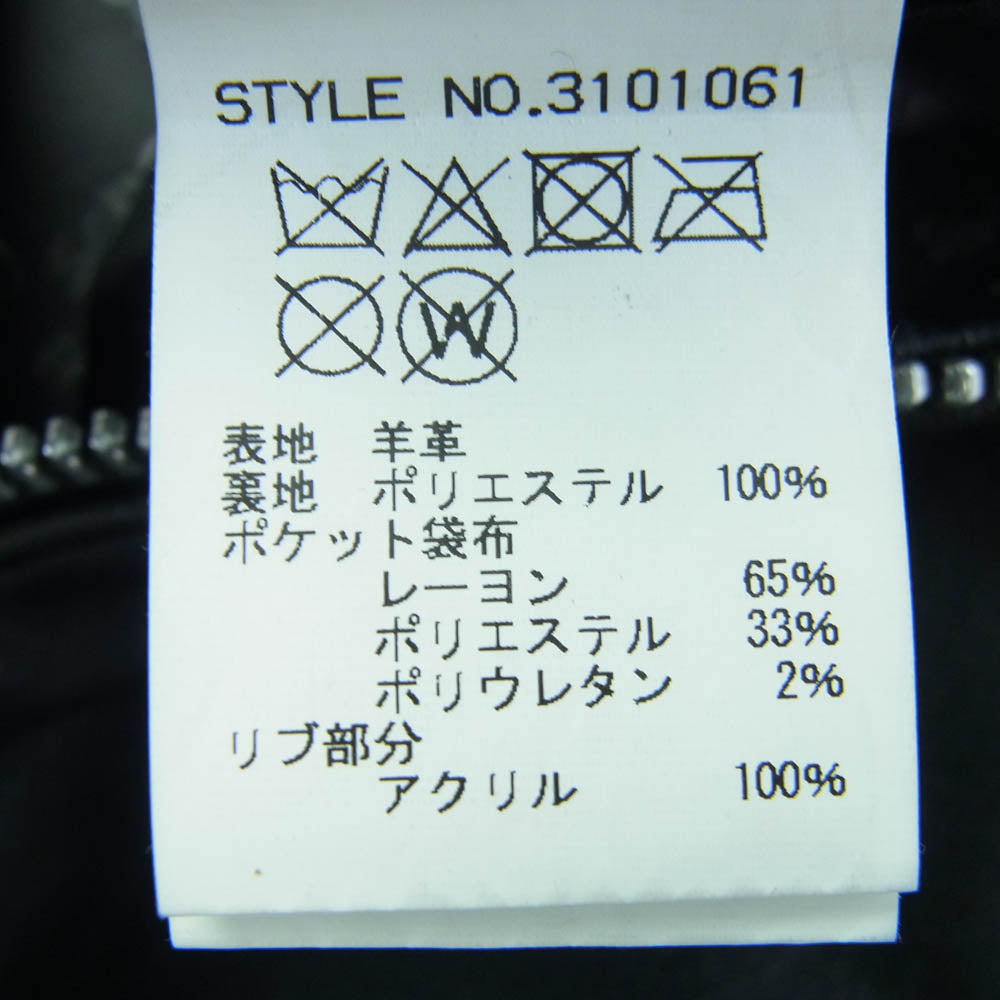 STYLE NO.3101061
W
表地 羊革
裏地 ポリエステル 100%
ポケット袋布
レーヨン 65%
ポリエステル 33%
ポリウレタン 2%
リブ部分
アクリル 100%